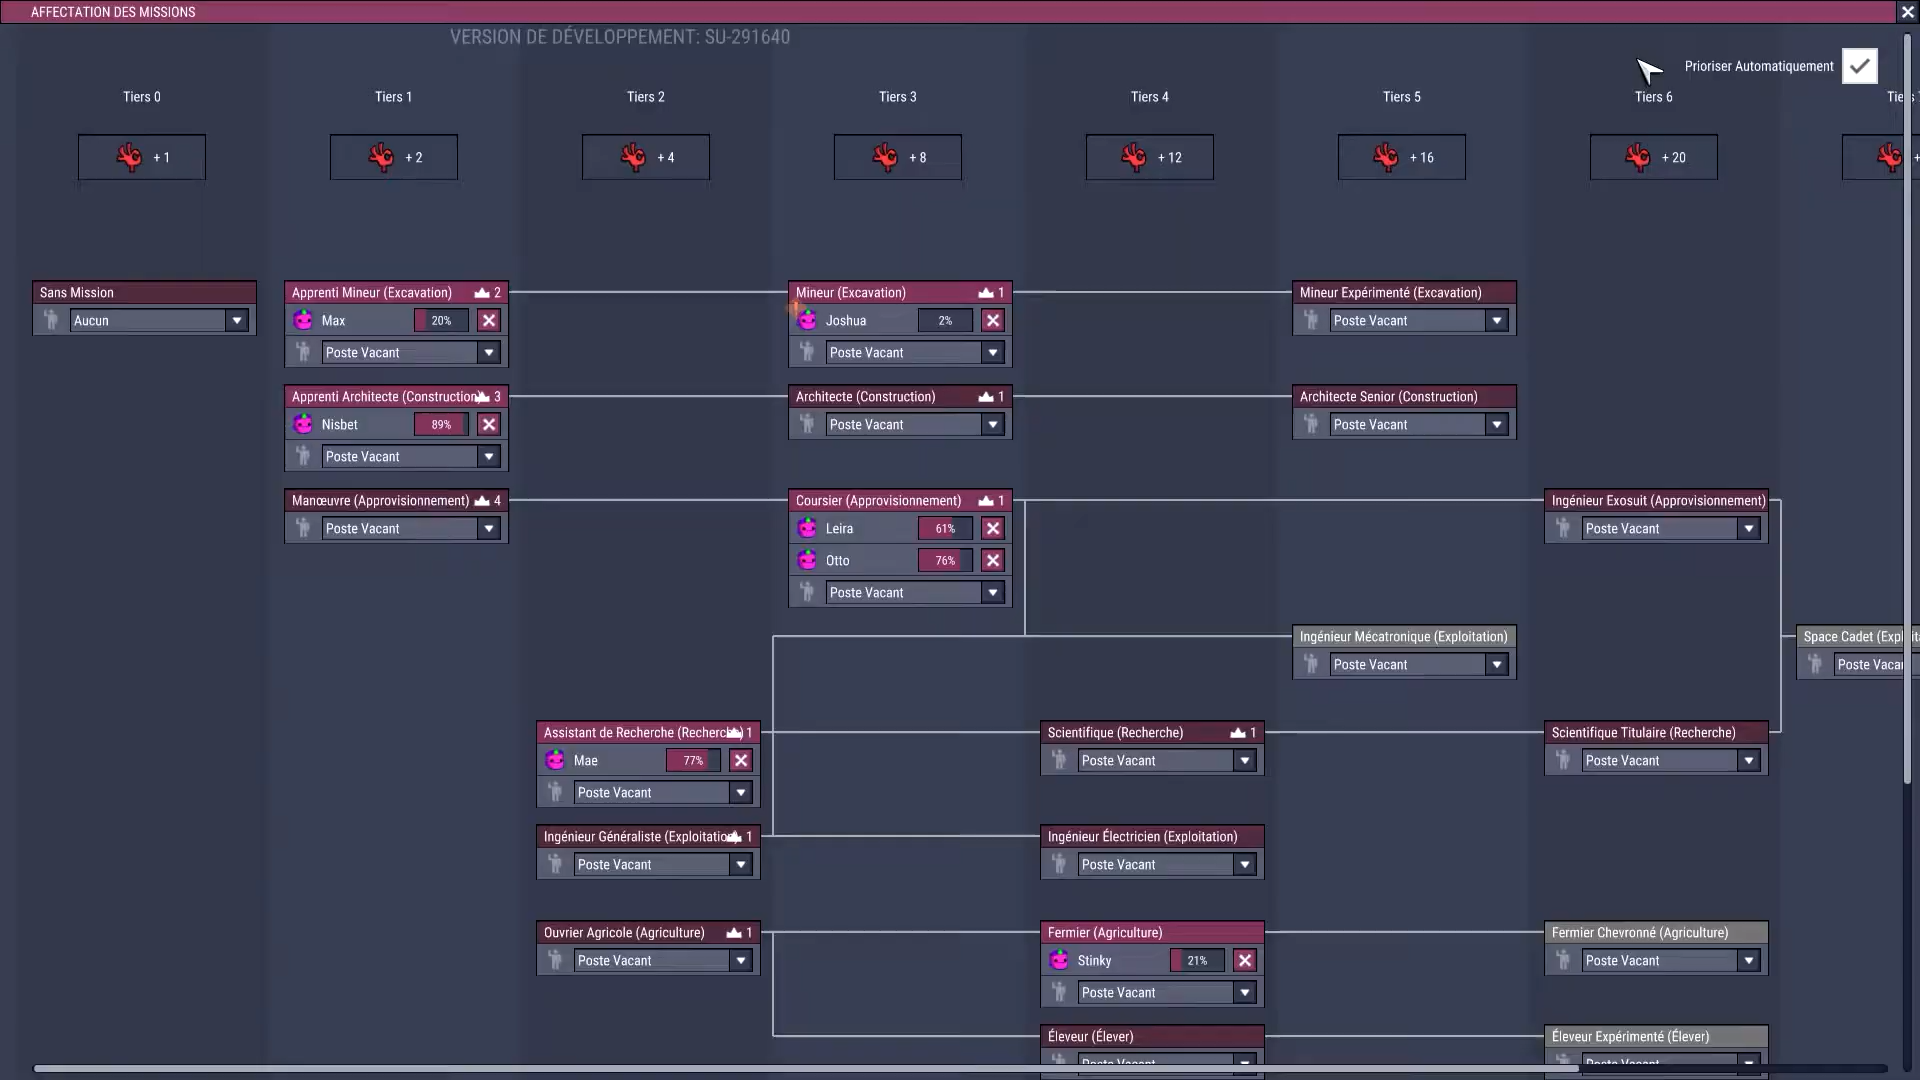 AFFECTATION DES MISSIONS
VERSION DE DÉVELOPPEMENT: SU-291640
Prioriser Automatiquement
Tiers 0
Tiers 1
Tiers 2
Tiers 3
Tiers 4
Tiers 5
Tiers 6
+ 1
+ 2
+ 4
+ 8
+ 12
+ 16
+ 20
Sans Mission
Aucun
Apprenti Mineur (Excavation) 2
Max 20%
Poste Vacant
Mineur (Excavation) 1
Joshua 2%
Poste Vacant
Mineur Expérimenté (Excavation)
Poste Vacant
Apprenti Architecte (Construction 3
Nisbet 89%
Poste Vacant
Architecte (Construction) 1
Poste Vacant
Architecte Senior (Construction)
Poste Vacant
Manœuvre (Approvisionnement) 4
Poste Vacant
Coursier (Approvisionnement) 1
Leira 61%
Otto 76%
Poste Vacant
Ingénieur Exosuit (Approvisionnement)
Poste Vacant
Ingénieur Mécatronique (Exploitation)
Poste Vacant
Space Cadet
Poste
Assistant de Recherche (Recherche) 1
Mae 77%
Poste Vacant
Scientifique (Recherche) 1
Poste Vacant
Scientifique Titulaire (Recherche)
Poste Vacant
Ingénieur Généraliste (Exploitation 1
Poste Vacant
Ingénieur Électricien (Exploitation)
Poste Vacant
Ouvrier Agricole (Agriculture) 1
Poste Vacant
Fermier (Agriculture)
Stinky 21%
Poste Vacant
Fermier Chevronné (Agriculture)
Poste Vacant
Éleveur (Élever)
Poste Vacant
Éleveur Expérimenté (Élever)
Poste Vacant